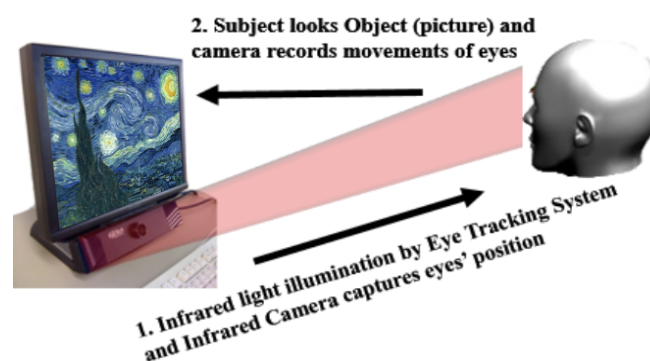 2. Subject looks Object (picture) and
camera records movements of eyes
1. Infrared light illumination by Eye Tracking System
and Infrared Camera captures eyes' position